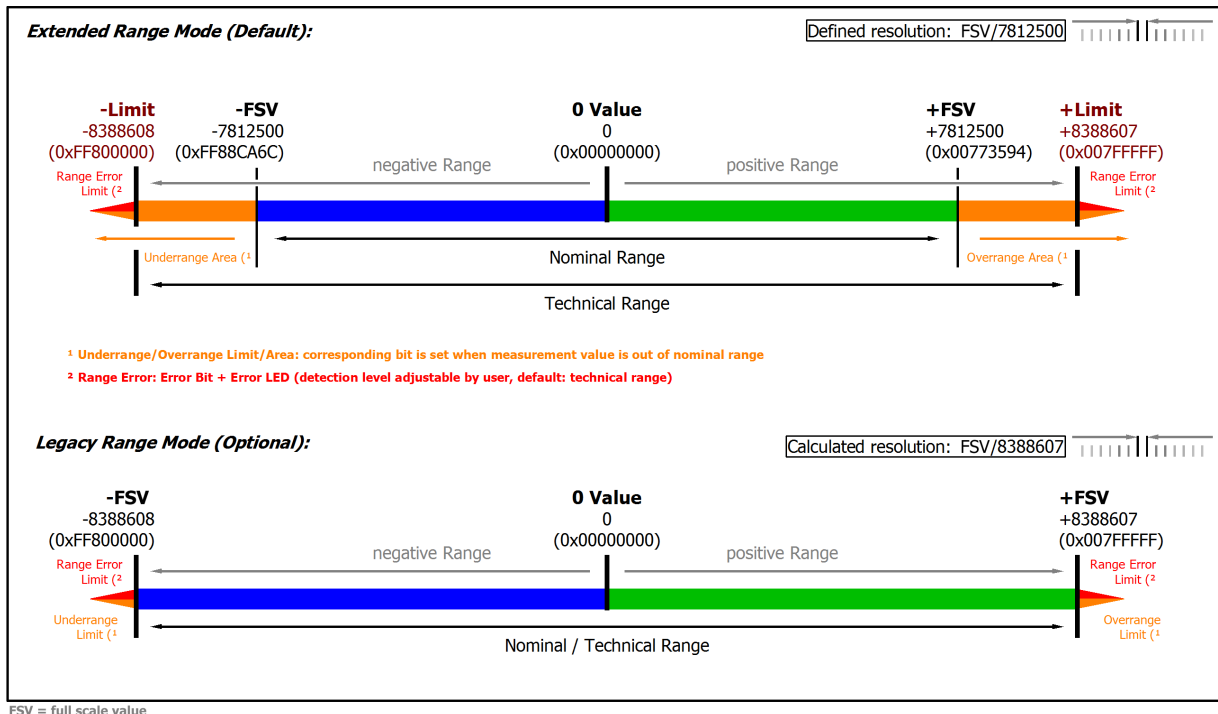 Extended Range Mode (Default):
Defined resolution: FSV/7812500
-Limit
-8388608
(0xFF800000)
-FSV
-7812500
(0xFF88CA6C)
0 Value
0
(0x00000000)
+FSV
+7812500
(0x00773594)
+Limit
+8388607
(0x007FFFFF)
negative Range
positive Range
Range Error
Limit (²
Range Error
Limit (²
Underrange Area (¹
Nominal Range
Overrange Area (¹
Technical Range
¹ Underrange/Overrange Limit/Area: corresponding bit is set when measurement value is out of nominal range
² Range Error: Error Bit + Error LED (detection level adjustable by user, default: technical range)
Legacy Range Mode (Optional):
Calculated resolution: FSV/8388607
-FSV
-8388608
(0xFF800000)
0 Value
0
(0x00000000)
+FSV
+8388607
(0x007FFFFF)
negative Range
positive Range
Range Error
Limit (²
Range Error
Limit (²
Underrange
Limit (¹
Overrange
Limit (¹
Nominal / Technical Range
FSV = full scale value